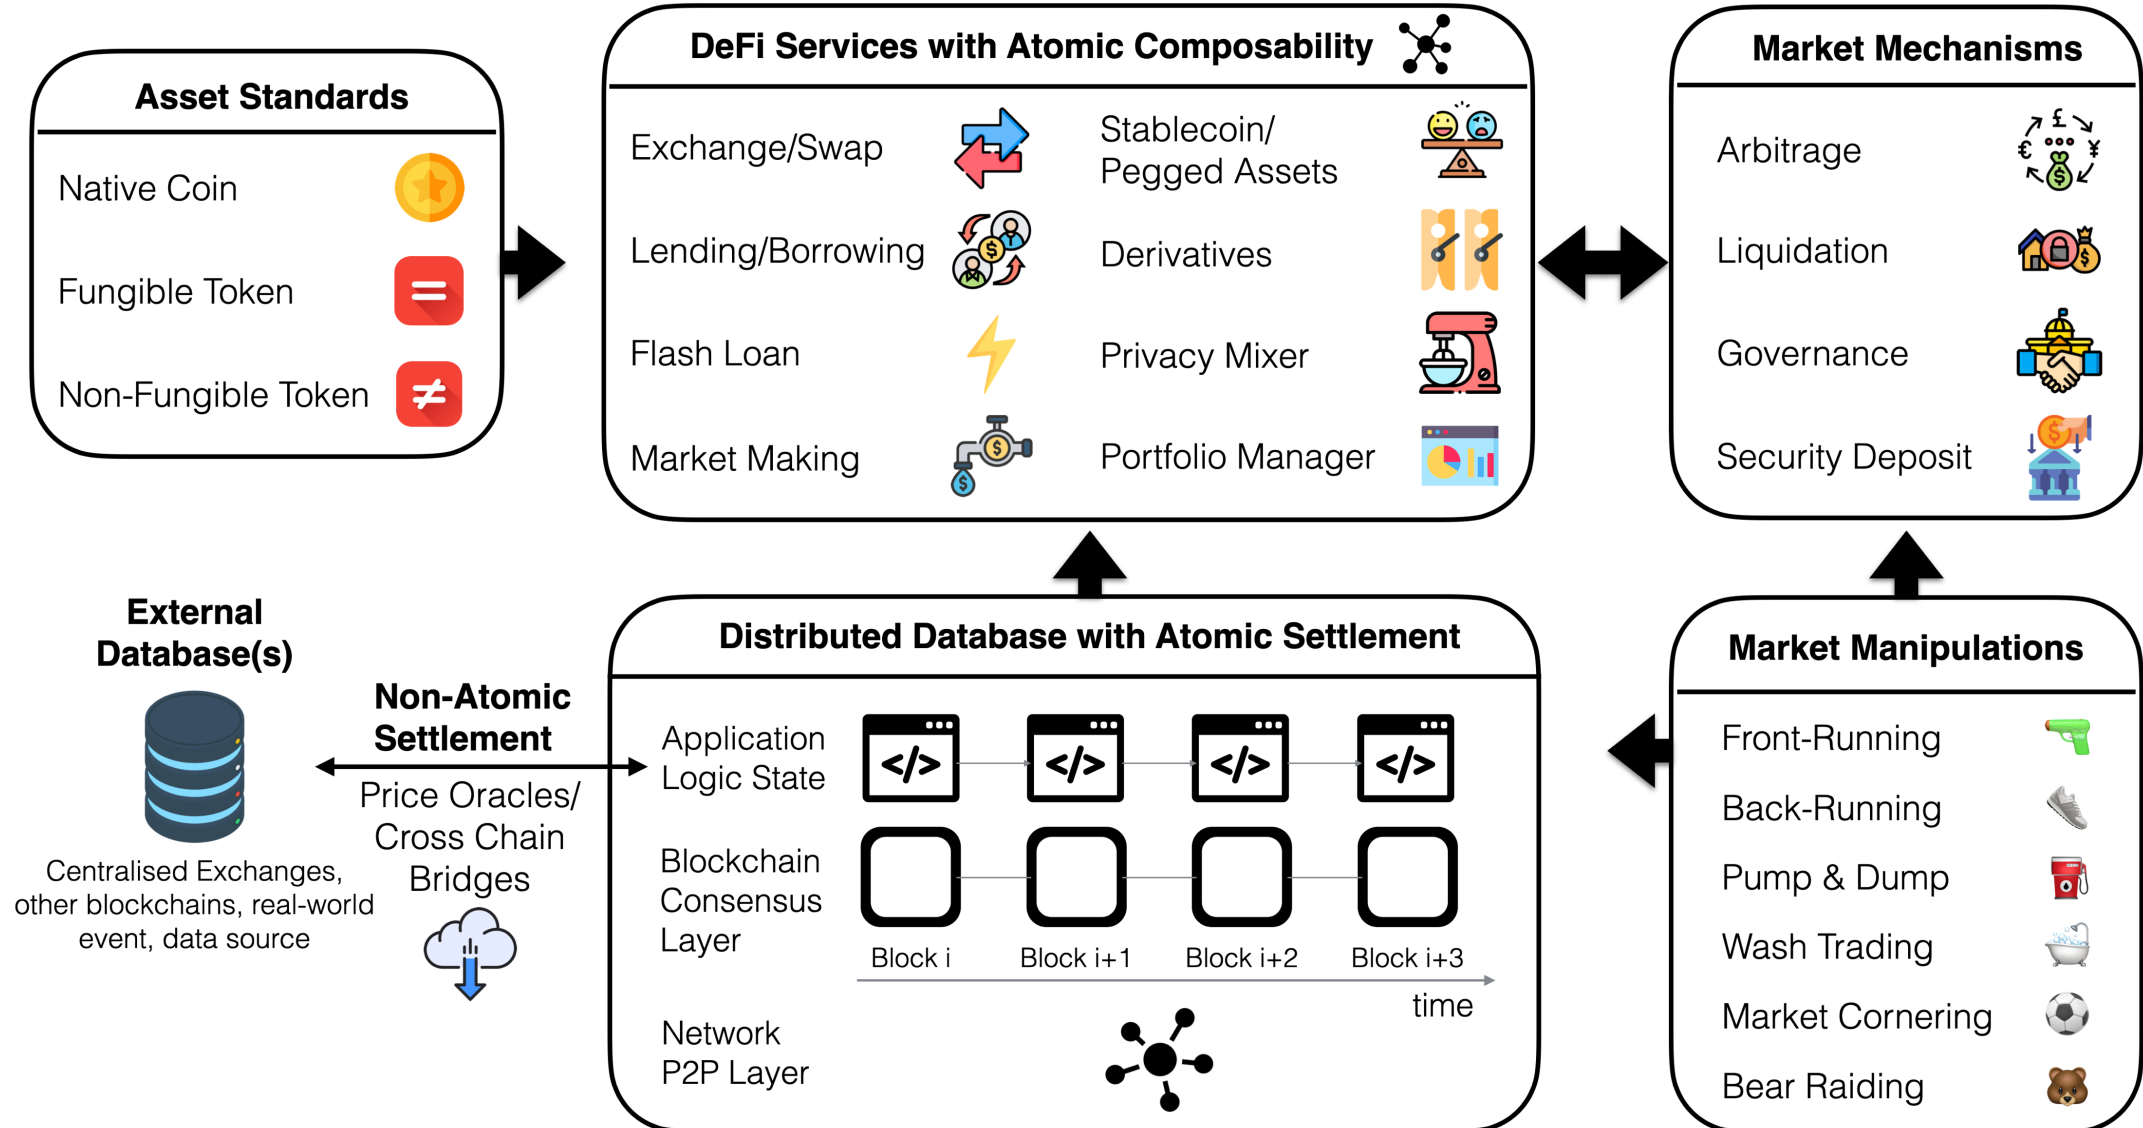 Asset Standards
Native Coin
Fungible Token
=
Non-Fungible Token
≠
DeFi Services with Atomic Composability
Exchange/Swap
Lending/Borrowing
$
Flash Loan
Market Making
$
$
Stablecoin/
Pegged Assets
Derivatives
Privacy Mixer
Portfolio Manager
Market Mechanisms
Arbitrage
£
€
¥
$
Liquidation
$
Governance
Security Deposit
$
External
Database(s)
Centralised Exchanges,
other blockchains, real-world
event, data source
Non-Atomic
Settlement
Price Oracles/
Cross Chain
Bridges
Distributed Database with Atomic Settlement
Application
Logic State
</>
</>
</>
</>
Blockchain
Consensus
Layer
Block i
Block i+1
Block i+2
Block i+3
time
Network
P2P Layer
Market Manipulations
Front-Running
Back-Running
Pump & Dump
Wash Trading
Market Cornering
Bear Raiding